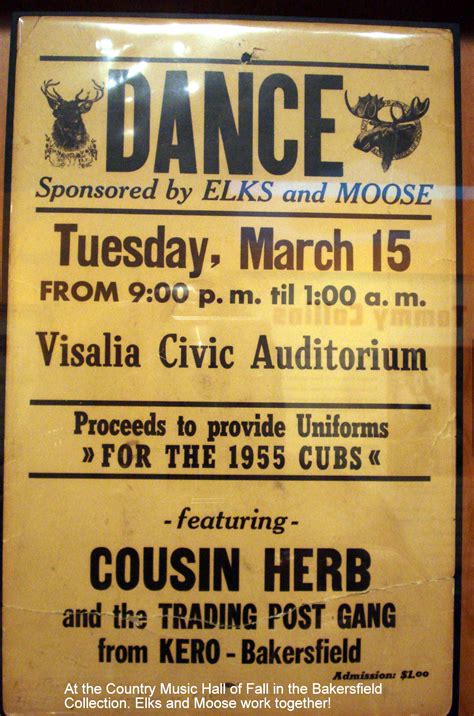 DANCE
Sponsored by ELKS and MOOSE
Tuesday, March 15
FROM 9:00 p. m. til 1:00 a. m.
Visalia Civic Auditorium
Proceeds to provide Uniforms
» FOR THE 1955 CUBS «
- featuring -
COUSIN HERB
and the TRADING POST GANG
from KERO - Bakersfield
Admission: $1.00
At the Country Music Hall of Fall in the Bakersfield
Collection. Elks and Moose work together!
Tommy Collins